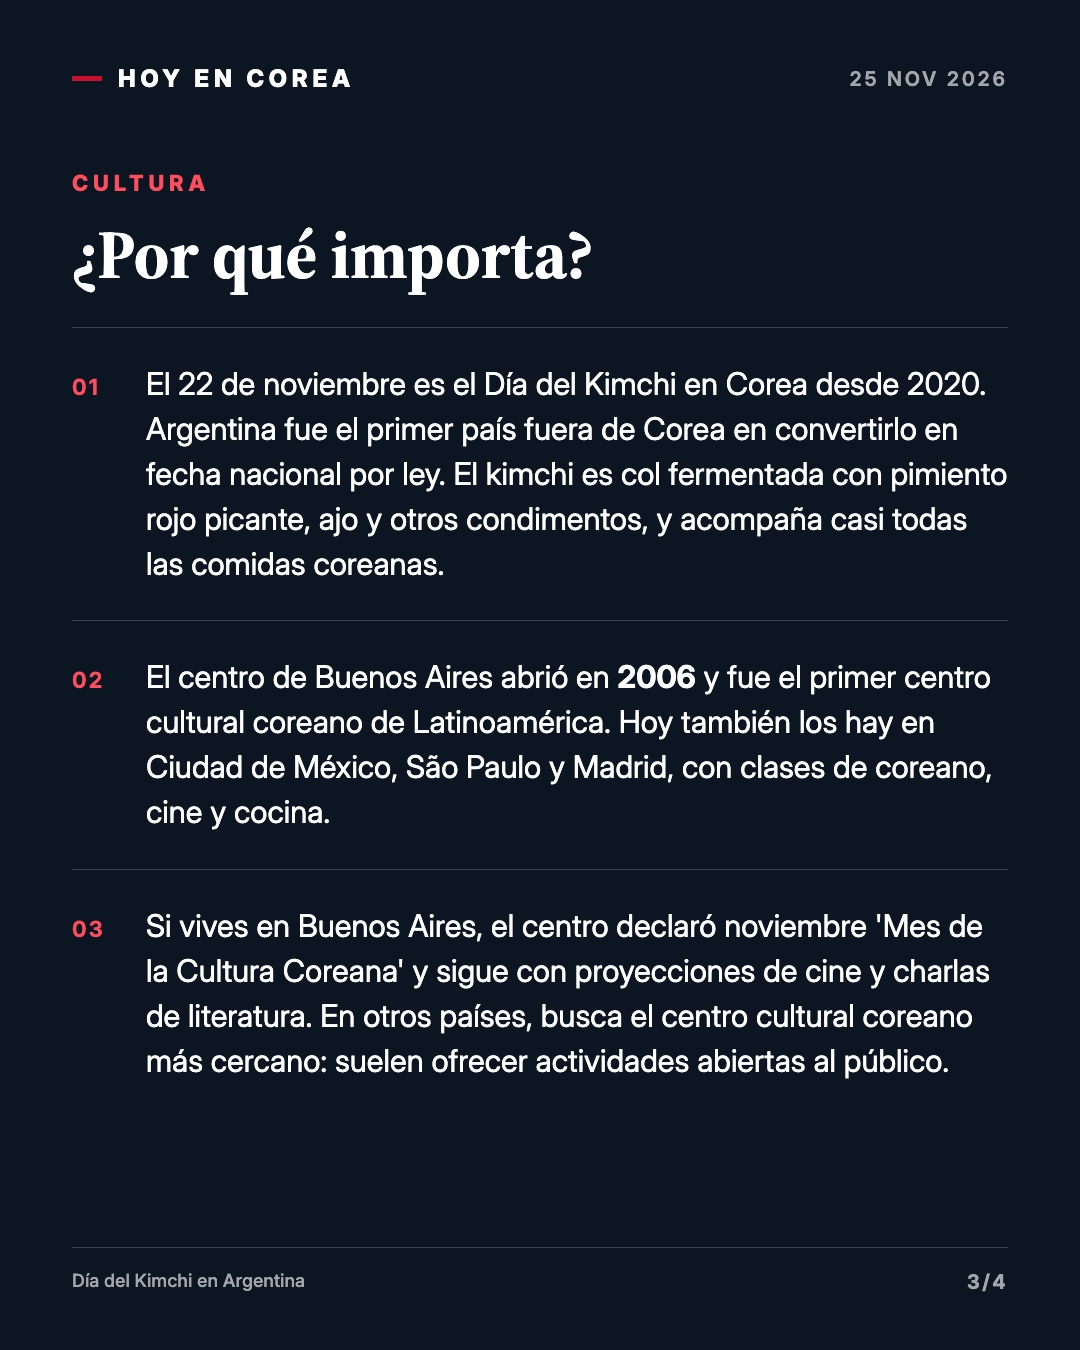 HOY EN COREA
25 NOV 2026
CULTURA
¿Por qué importa?
01
El 22 de noviembre es el Día del Kimchi en Corea desde 2020.
Argentina fue el primer país fuera de Corea en convertirlo en
fecha nacional por ley. El kimchi es col fermentada con pimiento
rojo picante, ajo y otros condimentos, y acompaña casi todas
las comidas coreanas.
02
El centro de Buenos Aires abrió en 2006 y fue el primer centro
cultural coreano de Latinoamérica. Hoy también los hay en
Ciudad de México, São Paulo y Madrid, con clases de coreano,
cine y cocina.
03
Si vives en Buenos Aires, el centro declaró noviembre 'Mes de
la Cultura Coreana' y sigue con proyecciones de cine y charlas
de literatura. En otros países, busca el centro cultural coreano
más cercano: suelen ofrecer actividades abiertas al público.
Día del Kimchi en Argentina
3/4